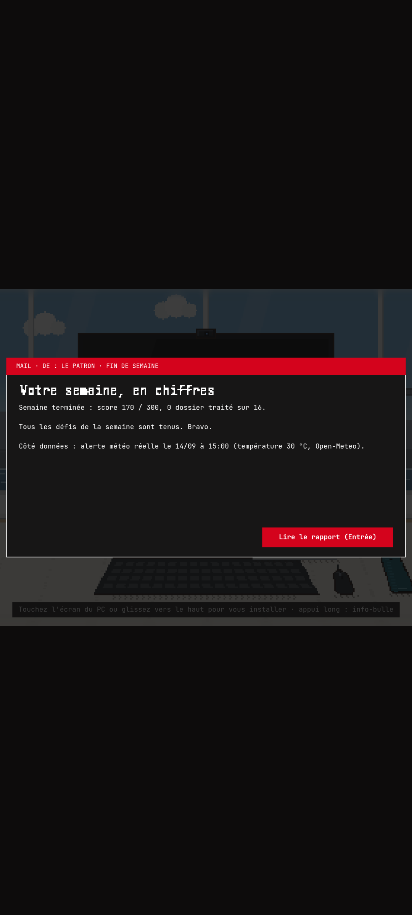 MAIL · DE : LE PATRON · FIN DE SEMAINE
Votre semaine, en chiffres
Semaine terminée : score 170 / 300, 0 dossier traité sur 16.
Tous les défis de la semaine sont tenus. Bravo.
Côté données : alerte météo réelle le 14/09 à 15:00 (température 30 °C, Open-Meteo).
Lire le rapport (Entrée)
Touchez l'écran du PC ou glissez vers le haut pour vous installer · appui long : info-bulle